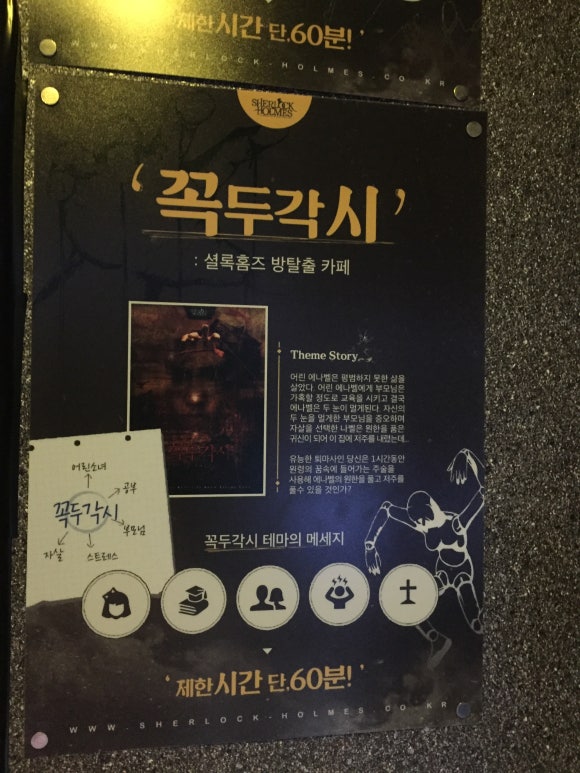 제한 시간 단, 60분! ’
WWW.SHERLOCK-HOLMES.CO.KR
SHERLOCK
HOLMES
‘ 꼭두각시 ’
: 셜록홈즈 방탈출 카페
Theme Story
어린 에나벨은 평범하지 못한 삶을
살았다. 어린 에나벨에게 부모님은
가혹할 정도로 교육을 시키고 결국
에나벨은 두 눈이 멀게된다. 자신의
두 눈을 멀게한 부모님을 증오하며
자살을 선택한 나벨은 원한을 품은
귀신이 되어 이 집에 저주를 내렸는데..
유능한 퇴마사인 당신은 1시간동안
원령의 꿈속에 들어가는 주술을
사용해 에나벨의 원한을 풀고 저주를
풀수 있을 것인가?
어린소녀
공부
꼭두각시
부모님
자살
스트레스
꼭두각시 테마의 메세지
‘ 제한 시간 단, 60분! ’
WWW.SHERLOCK-HOLMES.CO.KR